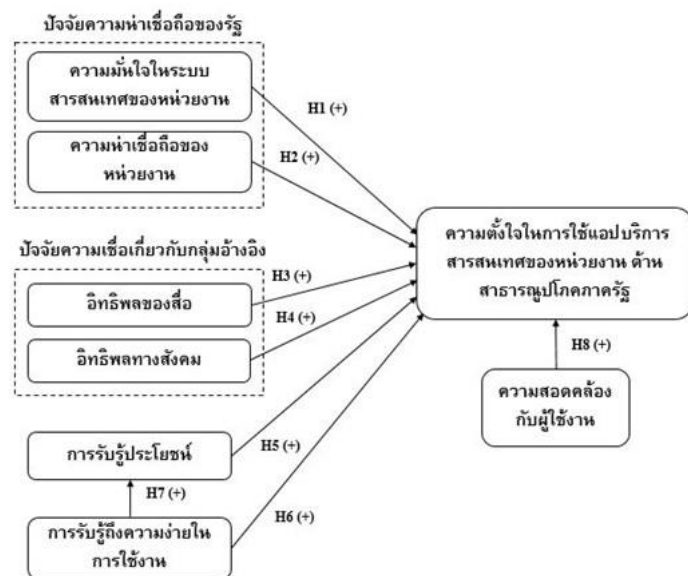 ปัจจัยความน่าเชื่อถือของรัฐ
ความมั่นใจในระบบ
สารสนเทศของหน่วยงาน
H1 (+)
ความน่าเชื่อถือของ
หน่วยงาน
H2 (+)
ความตั้งใจในการใช้แอปบริการ
สารสนเทศของหน่วยงาน ด้าน
สาธารณูปโภคภาครัฐ
ปัจจัยความเชื่อเกี่ยวกับกลุ่มอ้างอิง
H3 (+)
อิทธิพลของสื่อ
H4 (+)
อิทธิพลทางสังคม
H8 (+)
ความสอดคล้อง
กับผู้ใช้งาน
การรับรู้ประโยชน์
H5 (+)
H7 (+)
H6 (+)
การรับรู้ถึงความง่ายใน
การใช้งาน